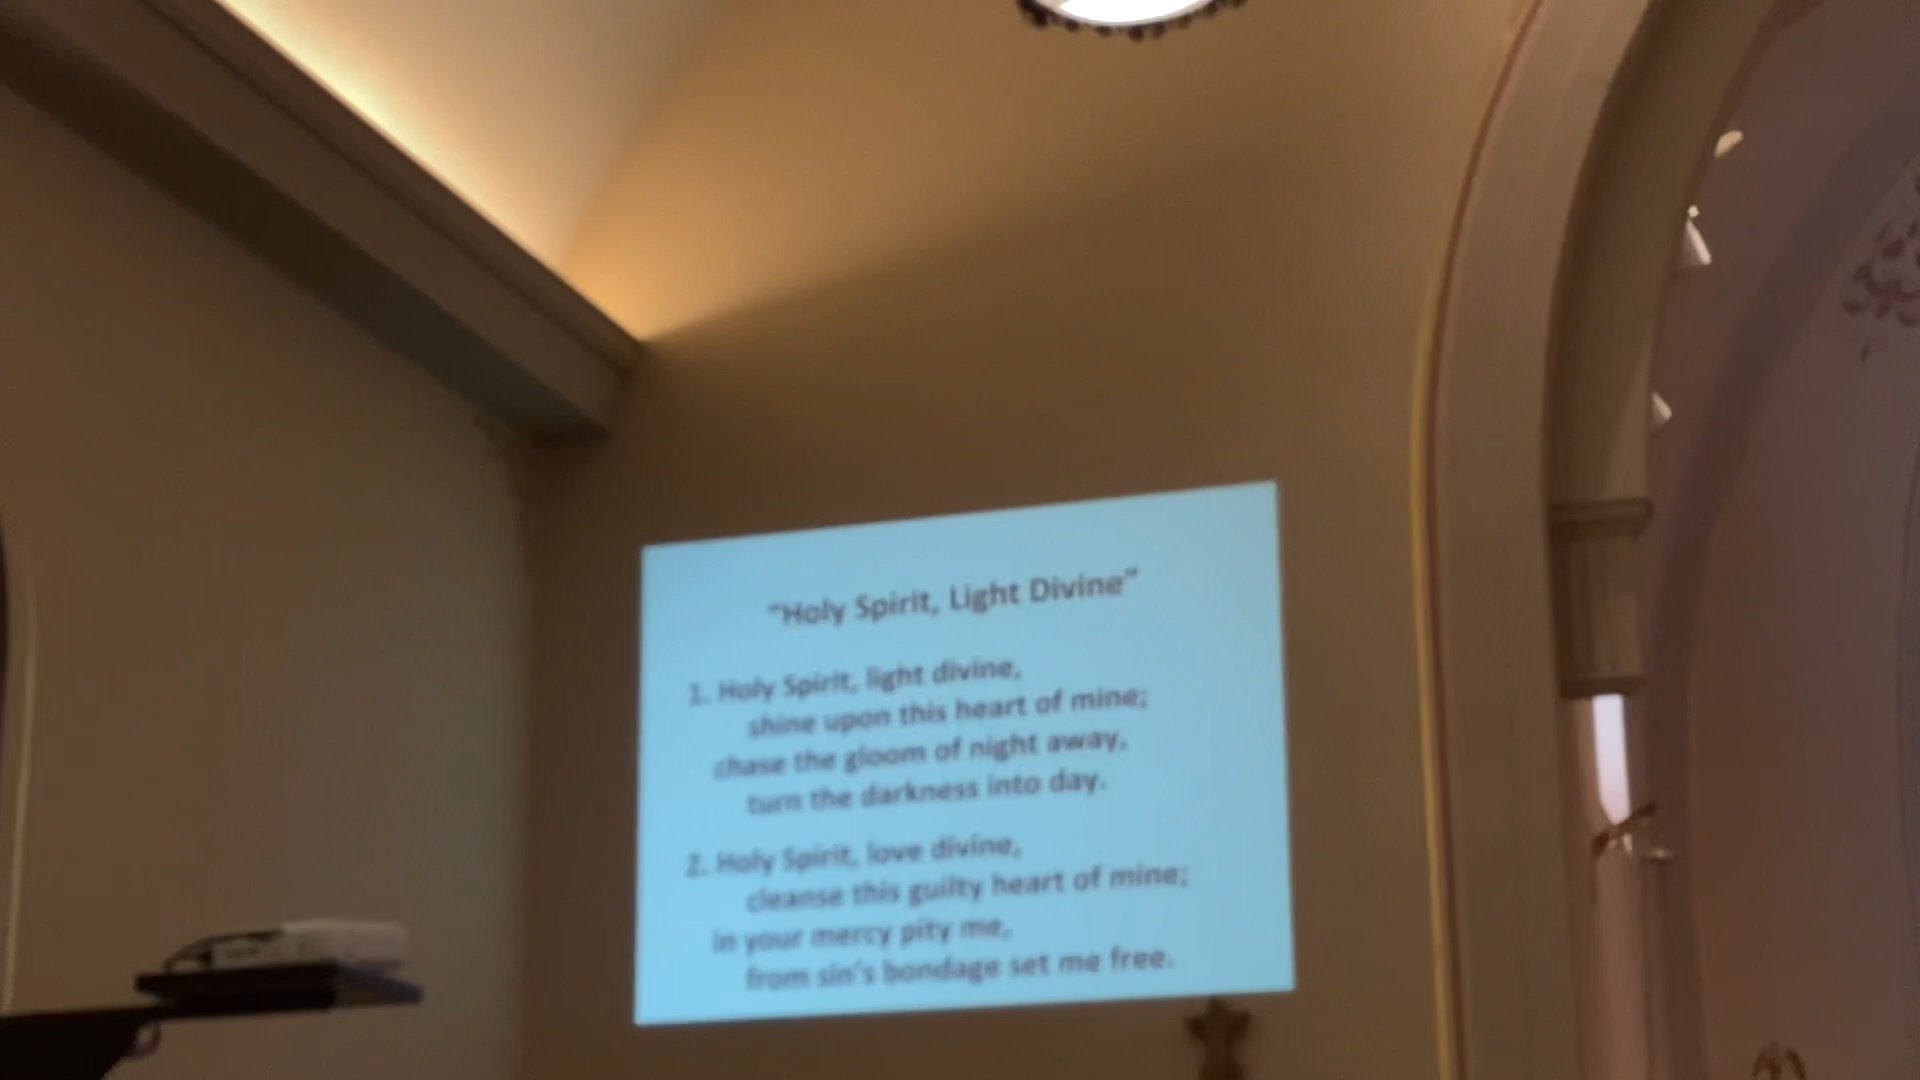 “Holy Spirit, Light Divine”
1. Holy Spirit, light divine,
shine upon this heart of mine;
chase the gloom of night away,
turn the darkness into day.
2. Holy Spirit, love divine,
cleanse this guilty heart of mine;
in your mercy pity me,
from sin's bondage set me free.